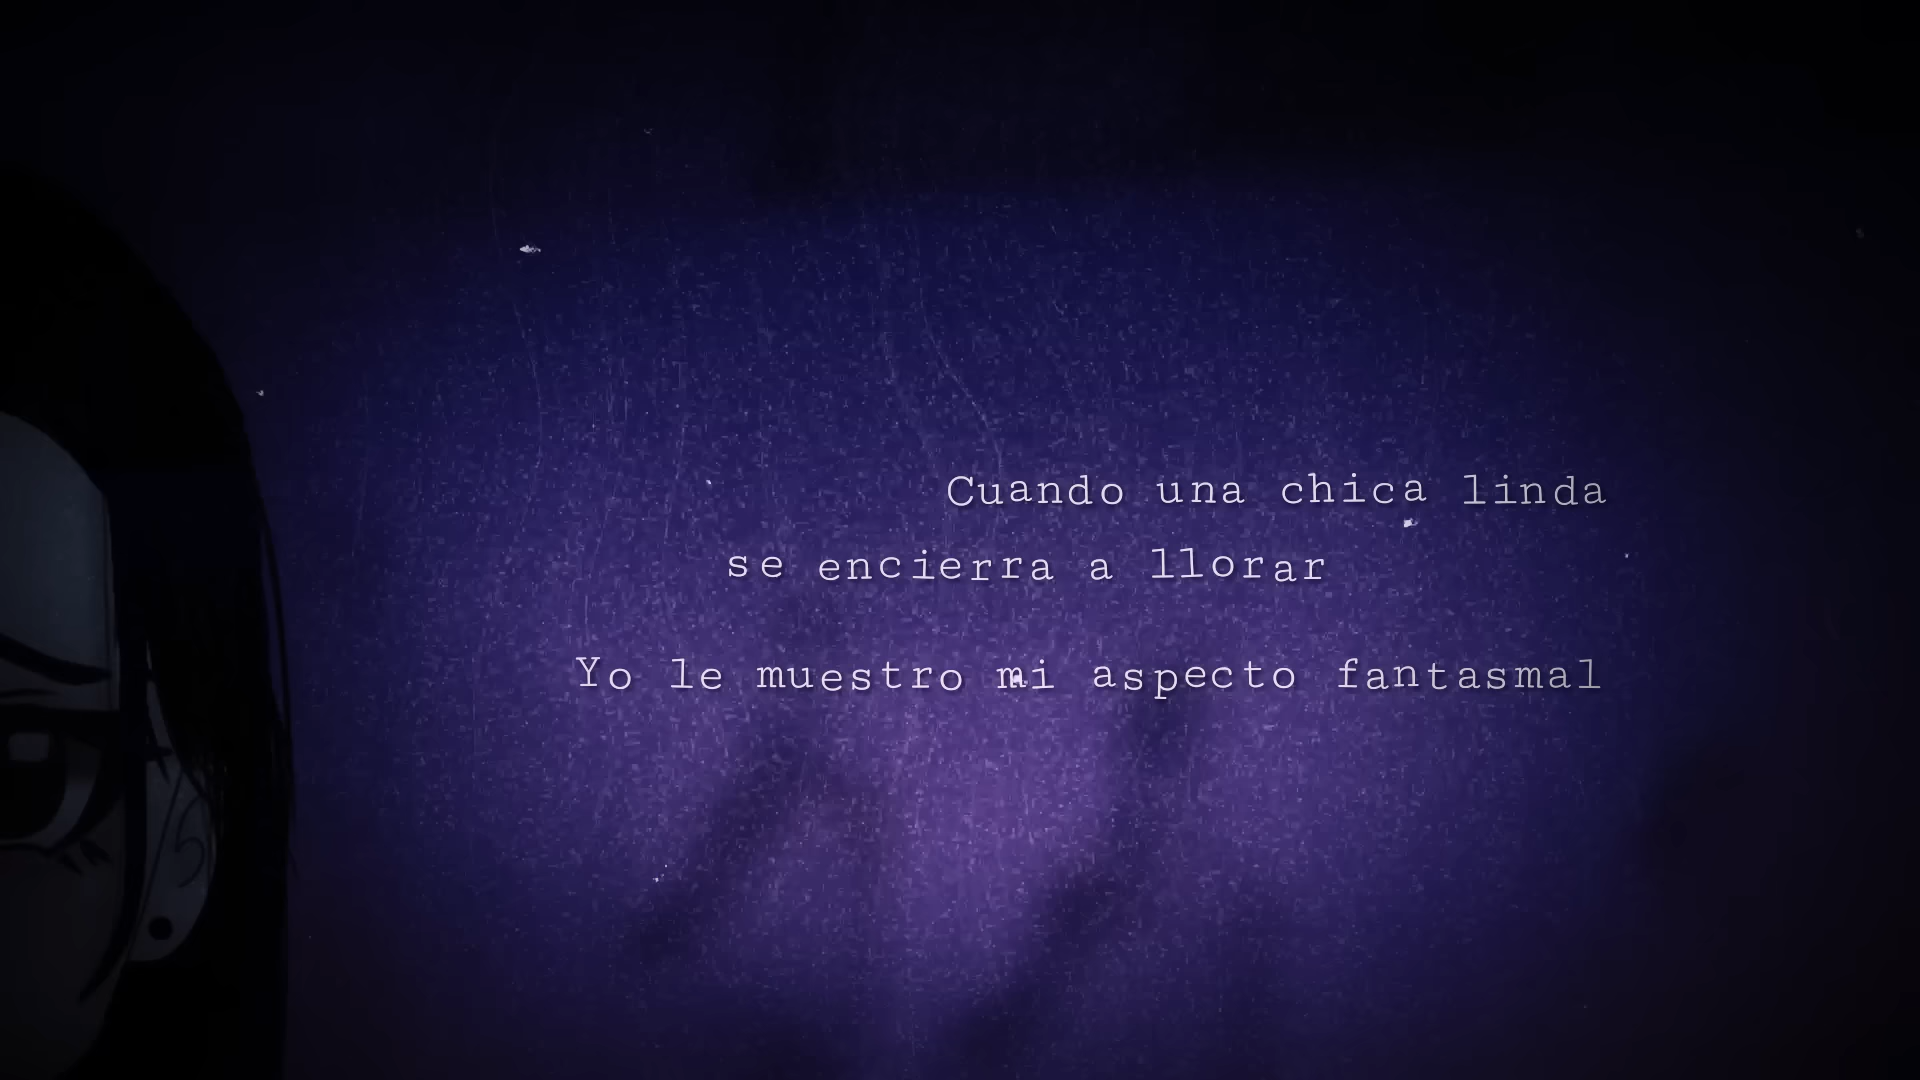 Cuando una chica linda
se encierra a llorar
Yo le muestro mi aspecto fantasmal